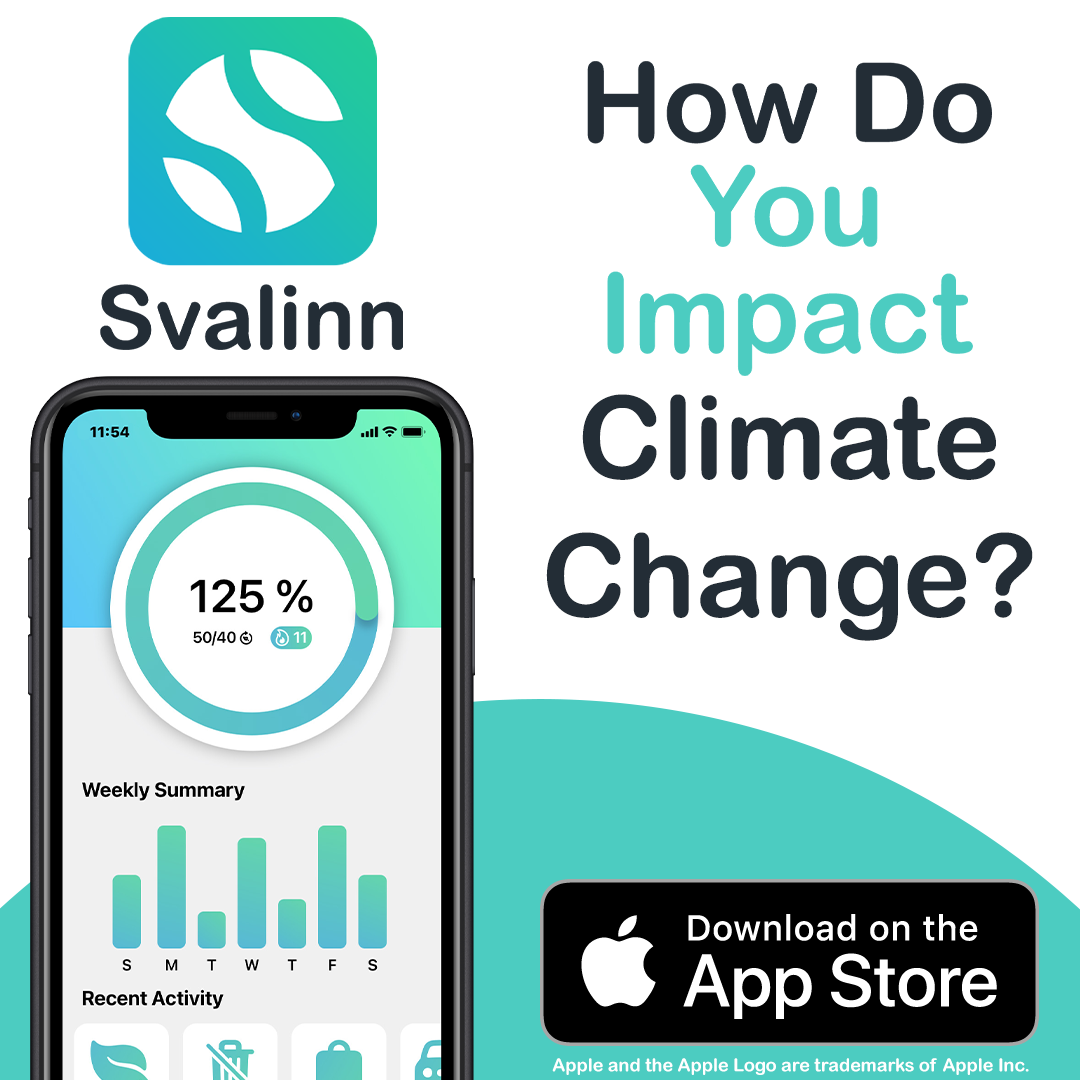 Svalinn
How Do
You
Impact
Climate
Change?
11:54
125 %
50/40
11
Weekly Summary
S M T W T F S
Recent Activity
Download on the
App Store
Apple and the Apple Logo are trademarks of Apple Inc.